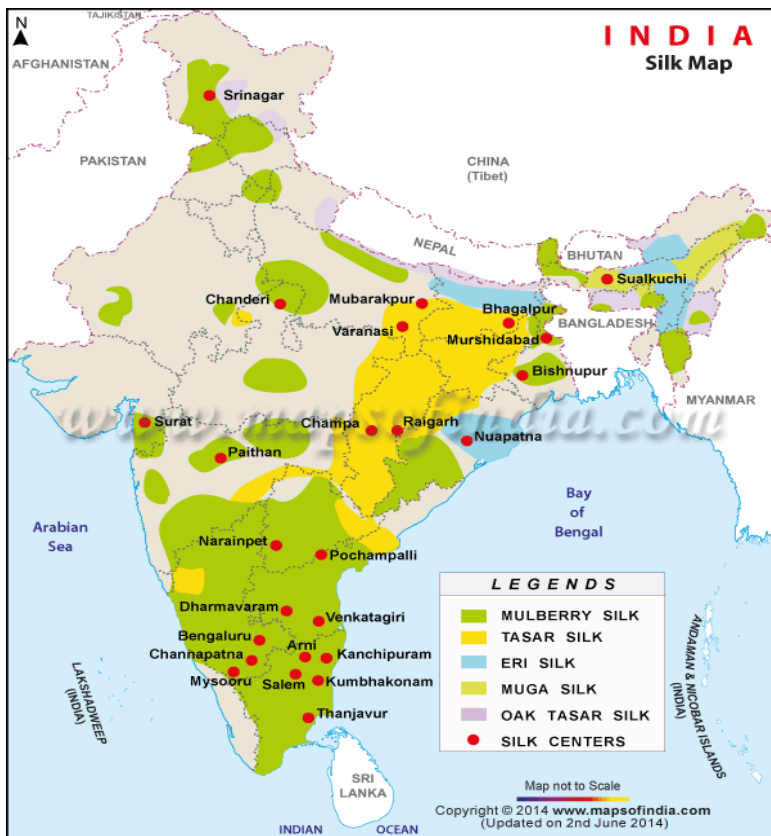 TAJIKISTAN
N
INDIA
Silk Map
AFGHANISTAN
Srinagar
PAKISTAN
CHINA
(Tibet)
NEPAL
BHUTAN
Sualkuchi
Chanderi
Mubarakpur
Bhagalpur
Varanasi
BANGLADESH
Murshidabad
Bishnupur
MYANMAR
www.mapsofindia.com
Surat
Champa
Raigarh
Nuapatna
Paithan
Bay
of
Bengal
Arabian
Sea
Narainpet
Pochampalli
LEGENDS
MULBERRY SILK
TASAR SILK
ERI SILK
MUGA SILK
OAK TASAR SILK
SILK CENTERS
Dharmavaram
Venkatagiri
Bengaluru
Arni
Channapatna
Kanchipuram
Mysooru
Salem
Kumbhakonam
Thanjavur
LAKSHADWEEP
(INDIA)
ANDAMAN & NICOBAR ISLANDS
(INDIA)
SRI
LANKA
Map not to Scale
Copyright © 2014 www.mapsofindia.com
(Updated on 2nd June 2014)
INDIAN OCEAN